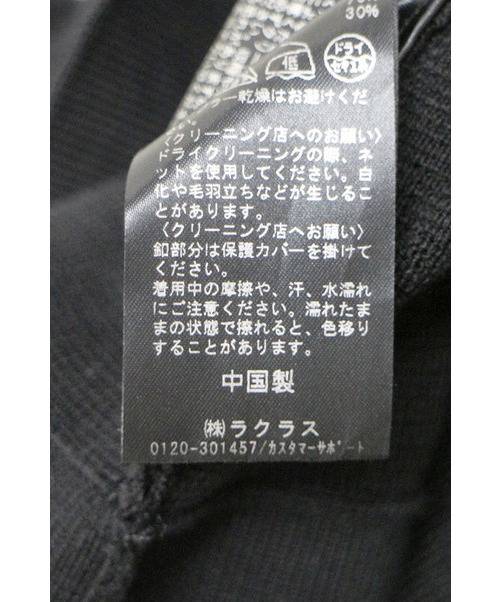 30%
低
ドライ
セキユ系
乾燥はお避けくだ
〈クリーニング店へのお願い〉
ドライクリーニングの際、ネ
ットを使用してください。白
化や毛羽立ちなどが生じるこ
とがあります。
〈クリーニング店へお願い〉
釦部分は保護カバーを掛けて
ください。
着用中の摩擦や、汗、水濡れ
にご注意ください。濡れたま
まの状態で擦れると、色移り
することがあります。
中国製
㈱ラクラス
0120-301457/ｶｽﾀﾏｰｻﾎﾟｰﾄ